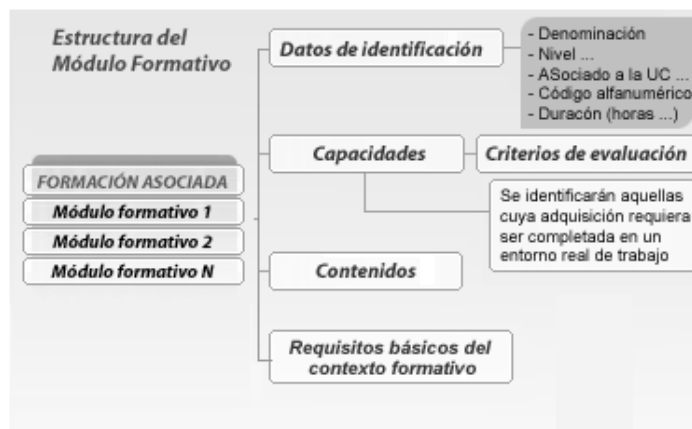 Estructura del
Módulo Formativo
Datos de identificación
- Denominación
- Nivel ...
- ASociado a la UC ...
- Código alfanumérico
- Duracón (horas ...)
Capacidades
Criterios de evaluación
Se identificarán aquellas
cuya adquisición requiera
ser completada en un
entorno real de trabajo
FORMACIÓN ASOCIADA
Módulo formativo 1
Módulo formativo 2
Módulo formativo N
Contenidos
Requisitos básicos del
contexto formativo